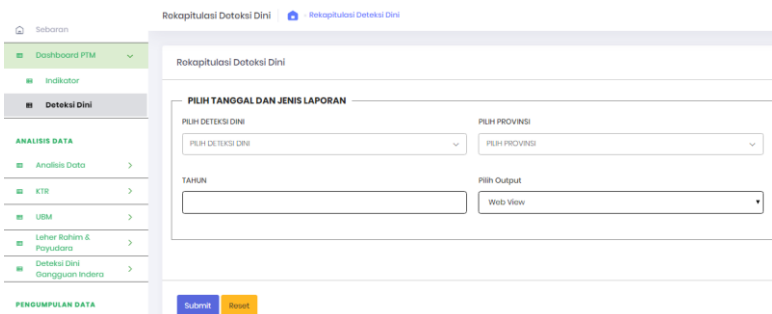 Rekapitulasi Deteksi Dini
Rekapitulasi Deteksi Dini
Sebaran
Dashboard PTM
Indikator
Deteksi Dini
ANALISIS DATA
Analisis Data
KTR
UBM
Leher Rahim &
Payudara
Deteksi Dini
Gangguan Indera
PENGUMPULAN DATA
Rekapitulasi Deteksi Dini
PILIH TANGGAL DAN JENIS LAPORAN
PILIH DETEKSI DINI
PILIH PROVINSI
PILIH DETEKSI DINI
PILIH PROVINSI
TAHUN
Pilih Output
Web View
Submit
Reset